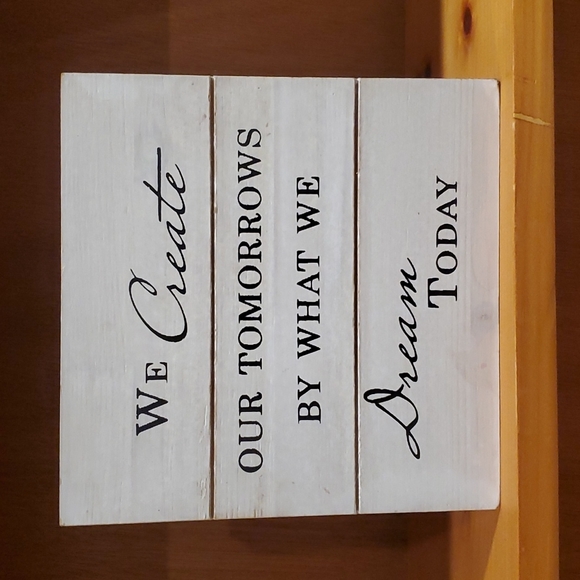 WE Create
OUR TOMORROWS
BY WHAT WE
Dream
TODAY